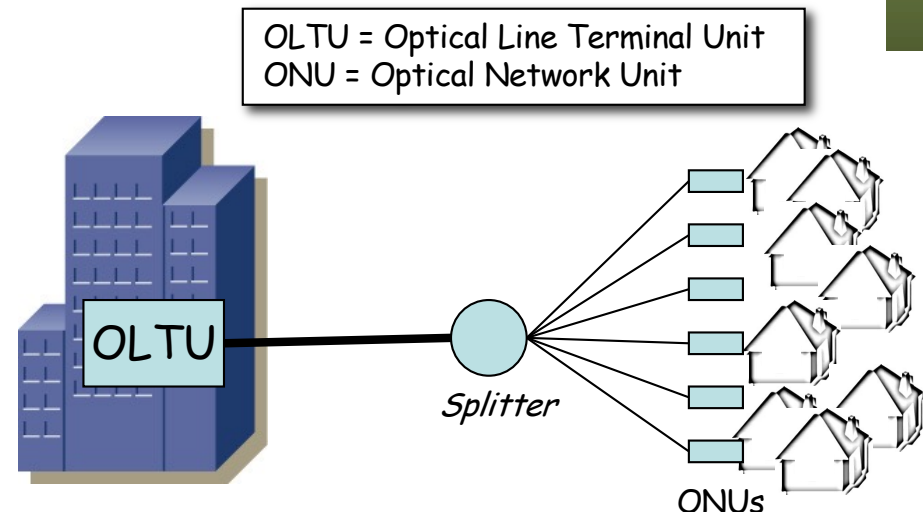 OLTU = Optical Line Terminal Unit
ONU = Optical Network Unit
OLTU
Splitter
ONUs